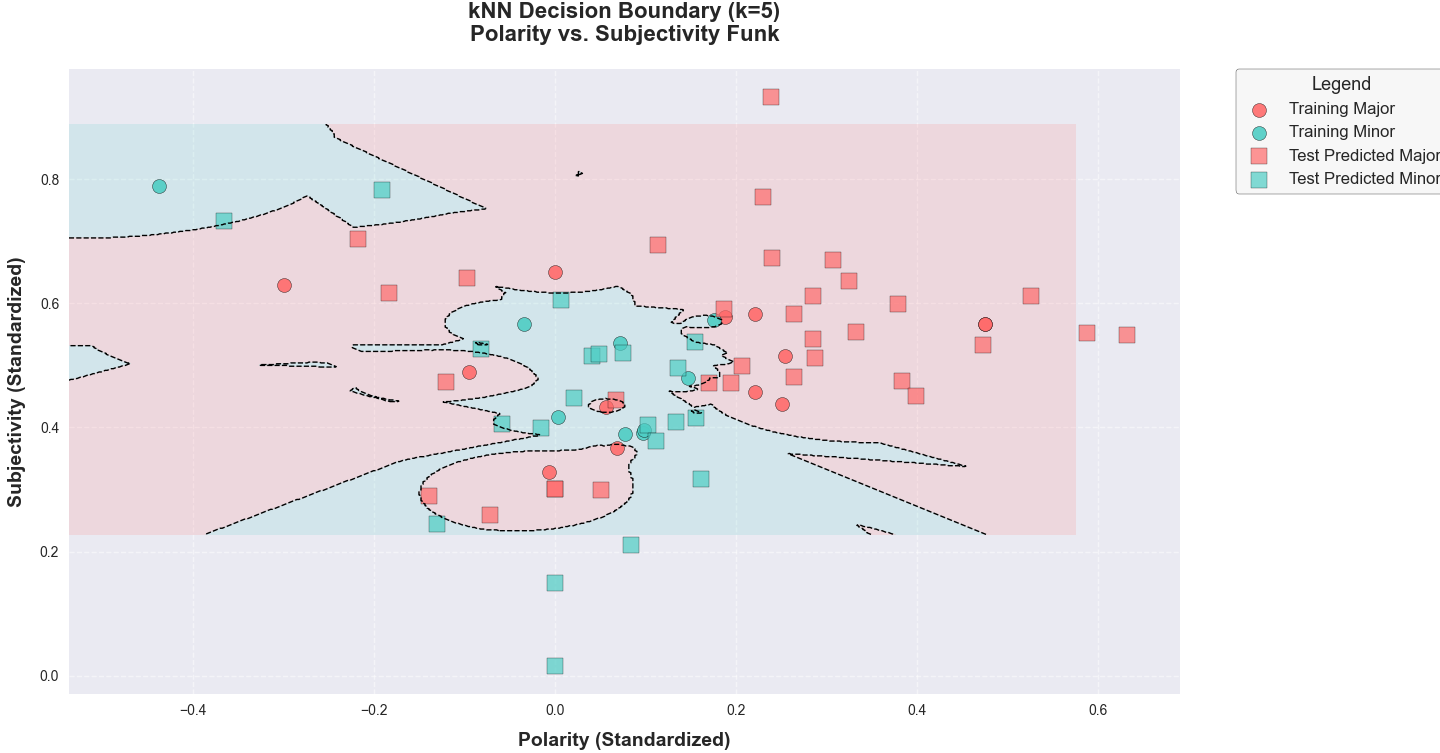 kNN Decision Boundary (k=5)
Polarity vs. Subjectivity Funk
Legend
Training Major
Training Minor
Test Predicted Major
Test Predicted Minor
Subjectivity (Standardized)
0.8
0.6
0.4
0.2
0.0
−0.4 −0.2 0.0 0.2 0.4 0.6
Polarity (Standardized)